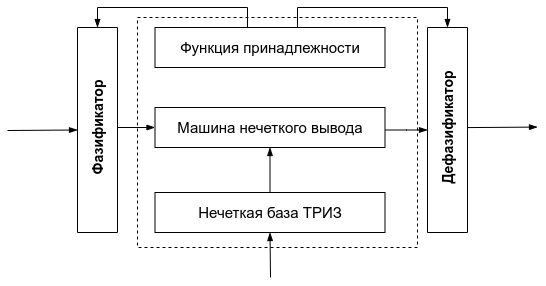 Функция принадлежности
Фазификатор
Машина нечеткого вывода
Дефазификатор
Нечеткая база ТРИЗ